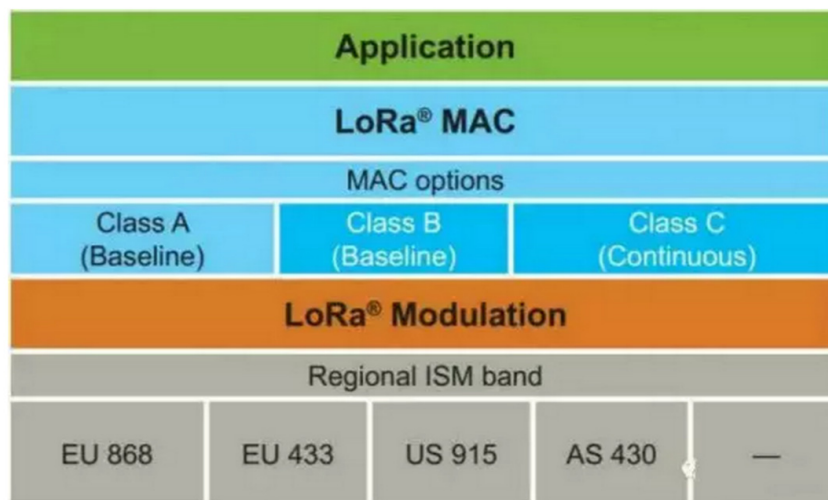 Application
LoRa® MAC
MAC options
Class A
(Baseline)
Class B
(Baseline)
Class C
(Continuous)
LoRa® Modulation
Regional ISM band
EU 868
EU 433
US 915
AS 430
—